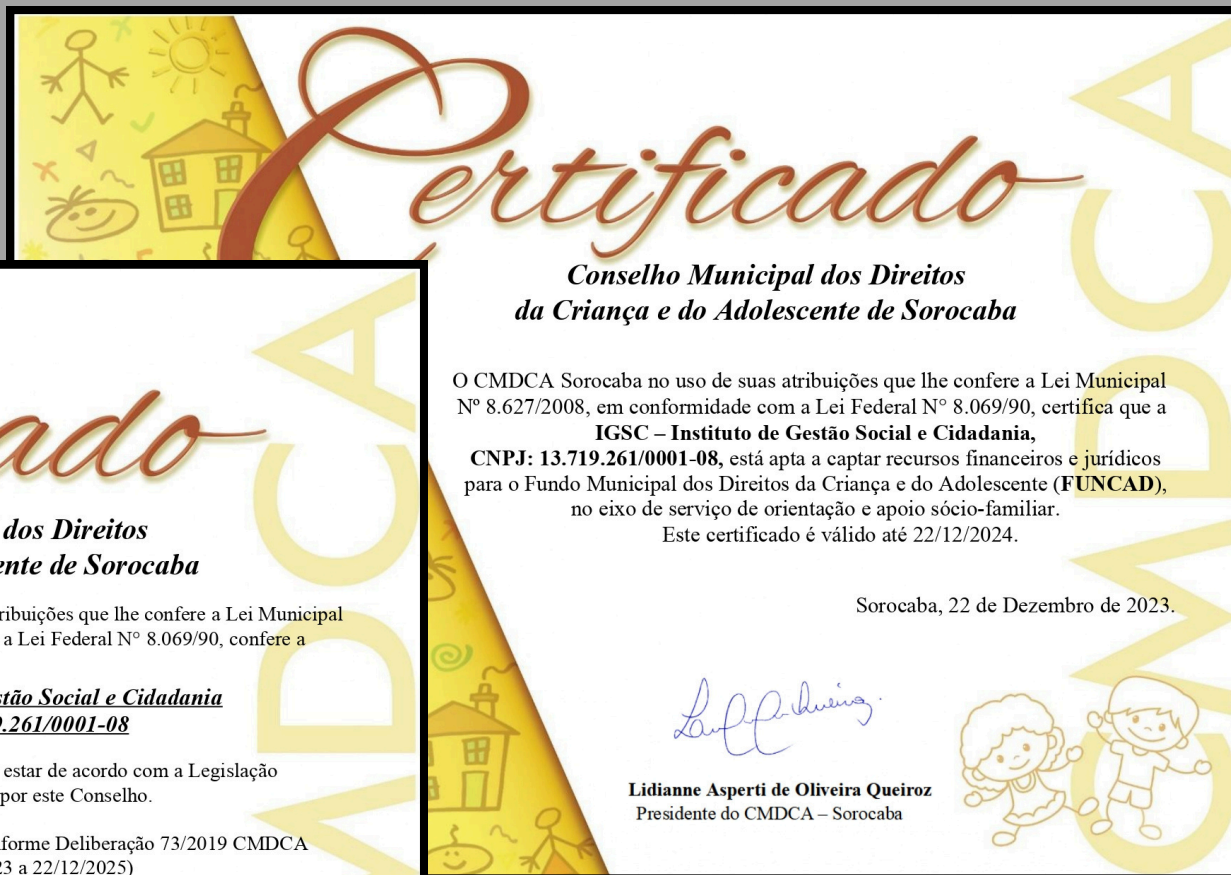 Certificado
Conselho Municipal dos Direitos
da Criança e do Adolescente de Sorocaba
O CMDCA Sorocaba no uso de suas atribuições que lhe confere a Lei Municipal
Nº 8.627/2008, em conformidade com a Lei Federal N° 8.069/90, certifica que a
IGSC – Instituto de Gestão Social e Cidadania,
CNPJ: 13.719.261/0001-08, está apta a captar recursos financeiros e jurídicos
para o Fundo Municipal dos Direitos da Criança e do Adolescente (FUNCAD),
no eixo de serviço de orientação e apoio sócio-familiar.
Este certificado é válido até 22/12/2024.
Sorocaba, 22 de Dezembro de 2023.
Lidianne Asperti de Oliveira Queiroz
Presidente do CMDCA – Sorocaba
CMDCA
ado
dos Direitos
ente de Sorocaba
ribuições que lhe confere a Lei Municipal
a Lei Federal N° 8.069/90, confere a
stão Social e Cidadania
9.261/0001-08
estar de acordo com a Legislação
por este Conselho.
forme Deliberação 73/2019 CMDCA
23 a 22/12/2025)
MDCA